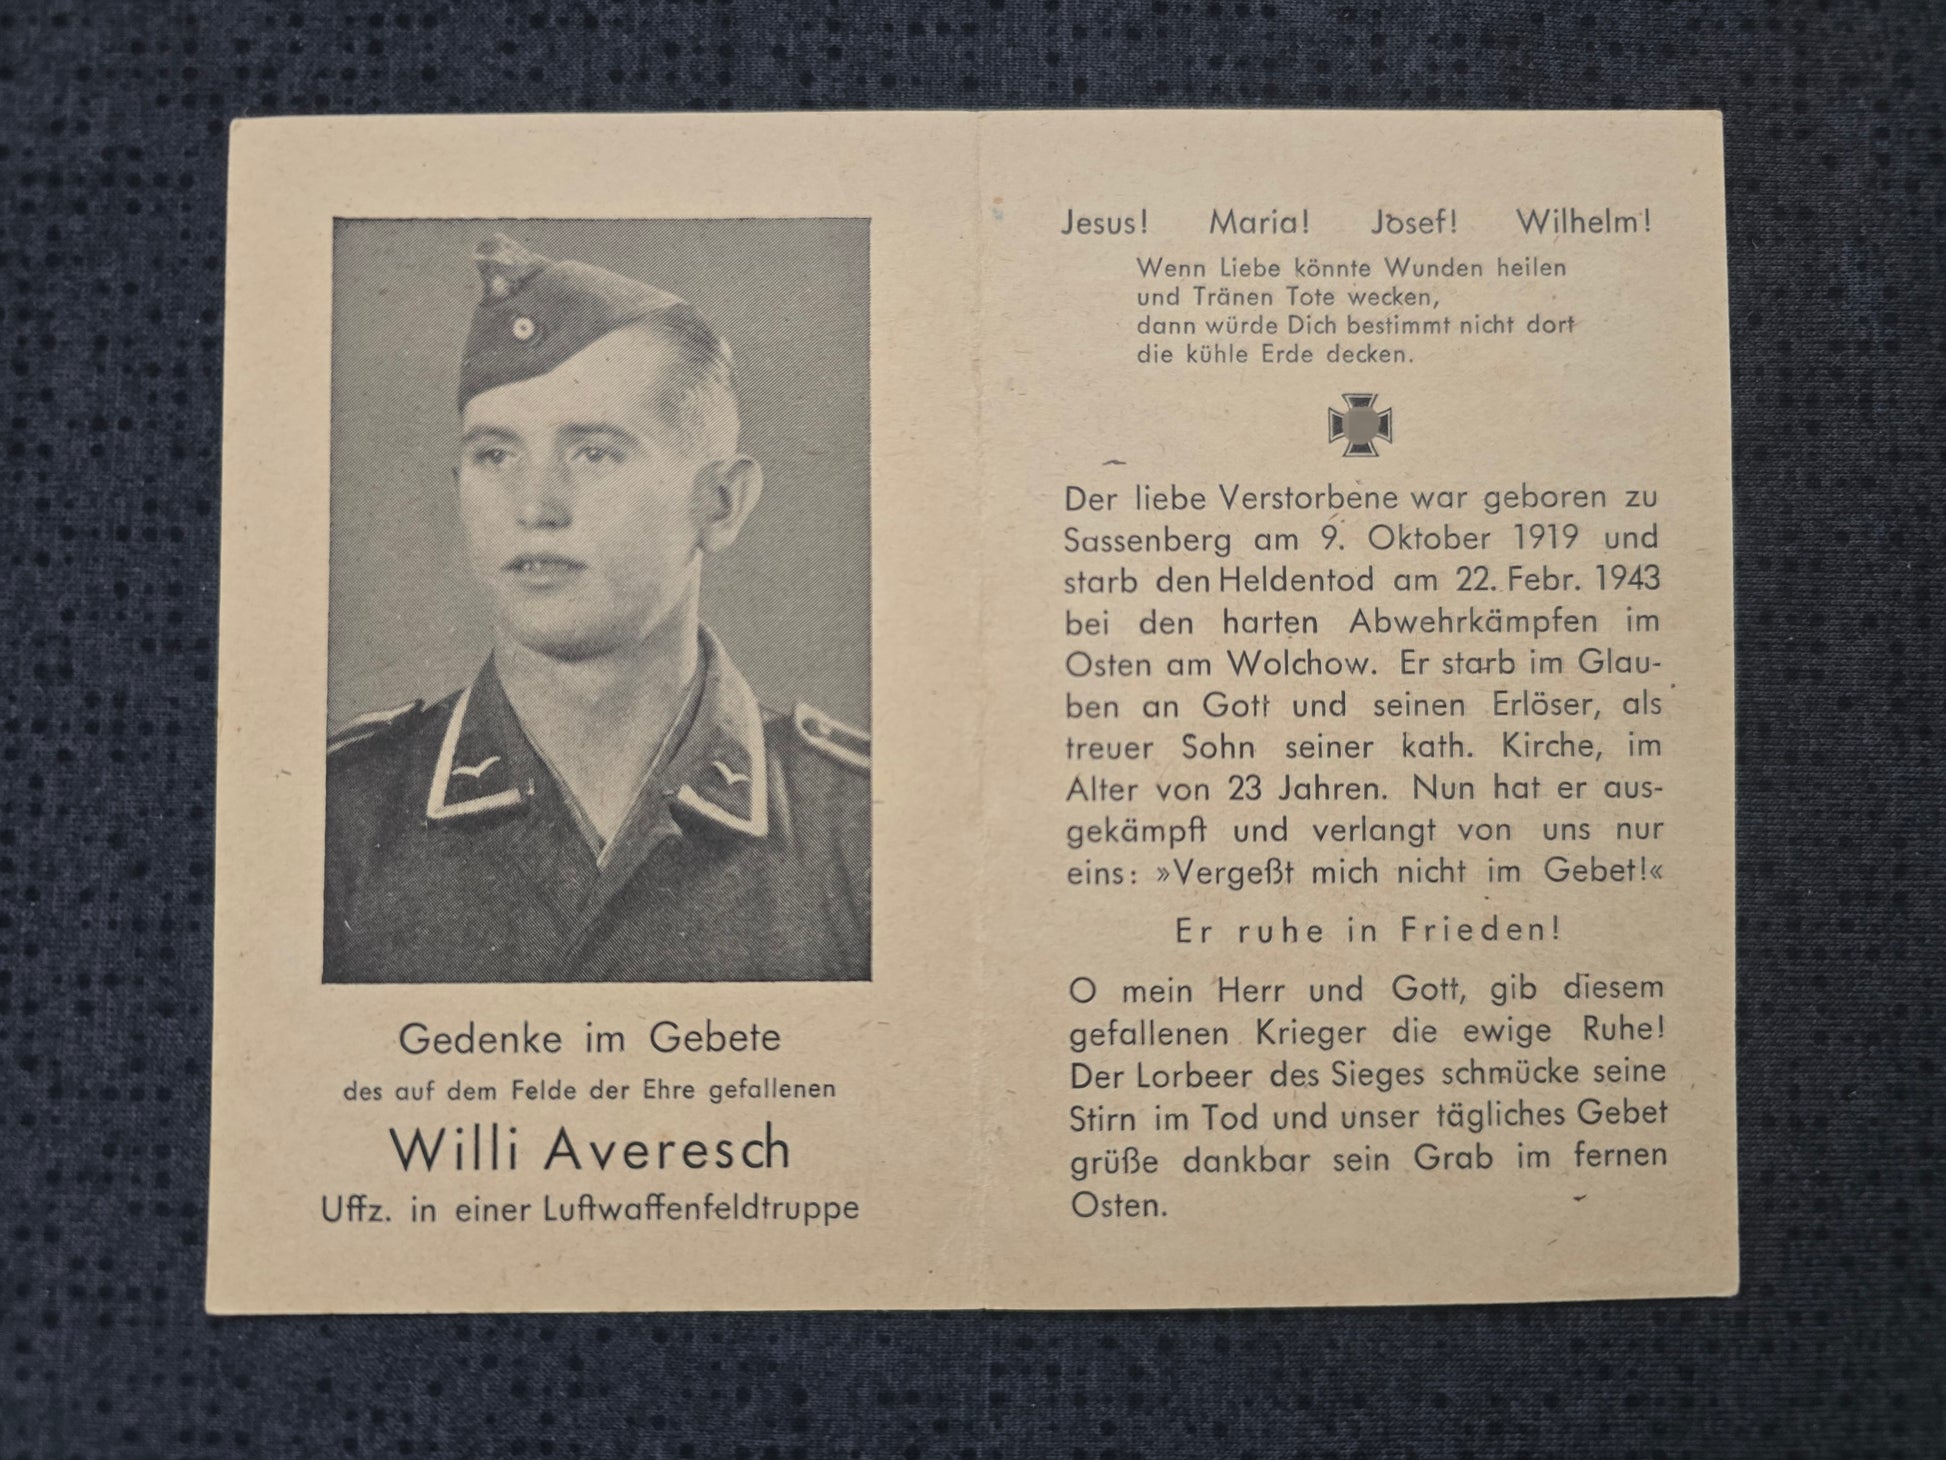 Gedenke im Gebete
des auf dem Felde der Ehre gefallenen
Willi Averesch
Uffz. in einer Luftwaffenfeldtruppe
Jesus! Maria! Josef! Wilhelm!
Wenn Liebe könnte Wunden heilen
und Tränen Tote wecken,
dann würde Dich bestimmt nicht dort
die kühle Erde decken.
Der liebe Verstorbene war geboren zu
Sassenberg am 9. Oktober 1919 und
starb den Heldentod am 22. Febr. 1943
bei den harten Abwehrkämpfen im
Osten am Wolchow. Er starb im Glau-
ben an Gott und seinen Erlöser, als
treuer Sohn seiner kath. Kirche, im
Alter von 23 Jahren. Nun hat er aus-
gekämpft und verlangt von uns nur
eins: »Vergeßt mich nicht im Gebet!«
Er ruhe in Frieden!
O mein Herr und Gott, gib diesem
gefallenen Krieger die ewige Ruhe!
Der Lorbeer des Sieges schmücke seine
Stirn im Tod und unser tägliches Gebet
grüße dankbar sein Grab im fernen
Osten.